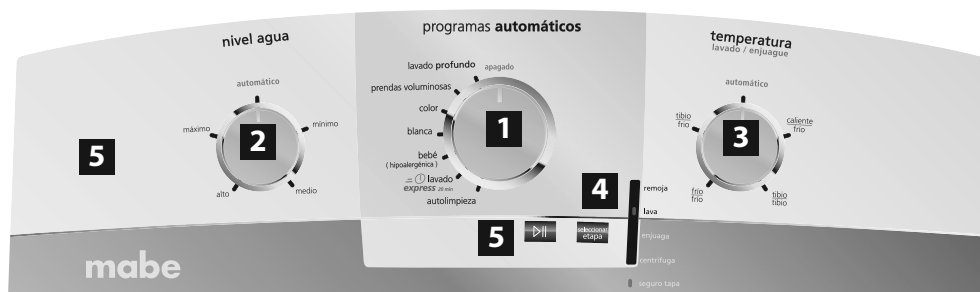 nivel agua
automático
máximo
mínimo
alto
medio
5
2
programas automáticos
apagado
lavado profundo
prendas voluminosas
color
blanca
bebé
( hipoalergénica )
lavado
express 20 min
autolimpieza
1
temperatura
lavado / enjuague
automático
tibio
frío
caliente
frío
frío
frío
tibio
tibio
3
4
remoja
lava
enjuaga
centrifuga
seguro tapa
5
seleccionar
etapa
mabe